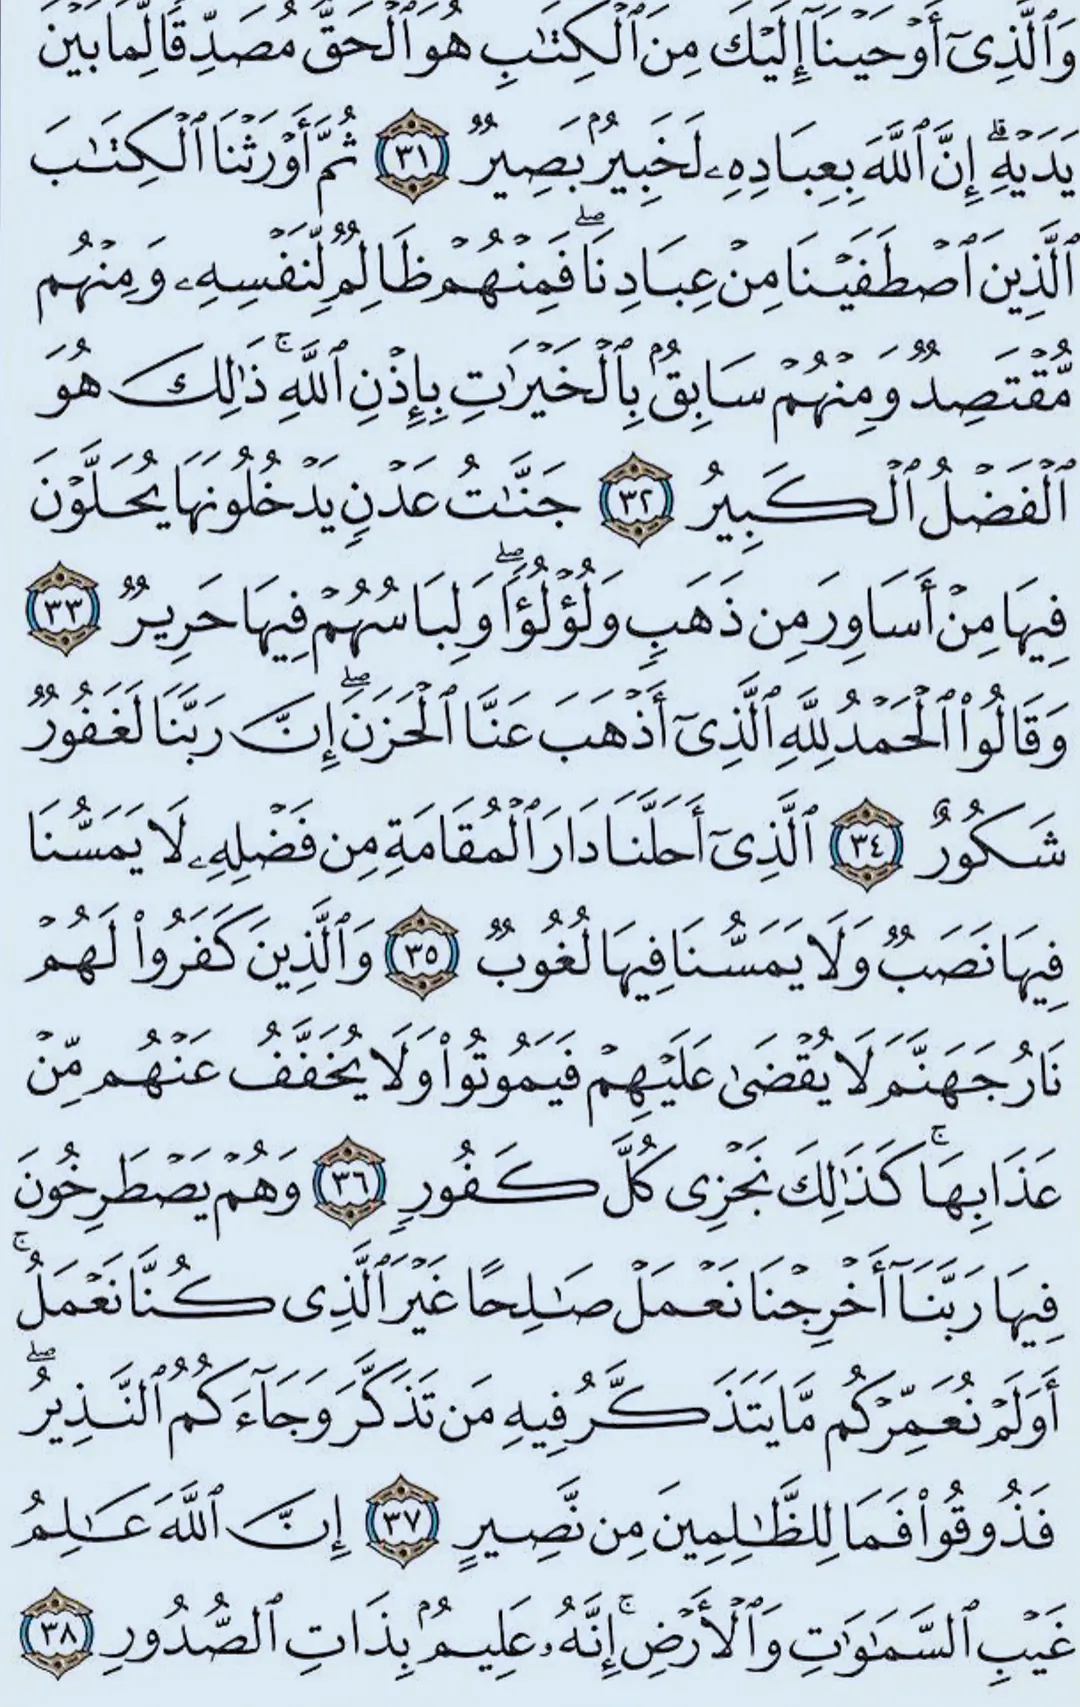 وَٱلَّذِىٓ أَوۡحَيۡنَآ إِلَيۡكَ مِنَ ٱلۡكِتَٰبِ هُوَ ٱلۡحَقُّ مُصَدِّقٗا لِّمَا بَيۡنَ
يَدَيۡهِۗ إِنَّ ٱللَّهَ بِعِبَادِهِۦ لَخَبِيرُۢ بَصِيرٞ ٣١ ثُمَّ أَوۡرَثۡنَا ٱلۡكِتَٰبَ
ٱلَّذِينَ ٱصۡطَفَيۡنَا مِنۡ عِبَادِنَاۖ فَمِنۡهُمۡ ظَالِمٞ لِّنَفۡسِهِۦ وَمِنۡهُم
مُّقۡتَصِدٞ وَمِنۡهُمۡ سَابِقُۢ بِٱلۡخَيۡرَٰتِ بِإِذۡنِ ٱللَّهِۚ ذَٰلِكَ هُوَ
ٱلۡفَضۡلُ ٱلۡكَبِيرُ ٣٢ جَنَّٰتُ عَدۡنٖ يَدۡخُلُونَهَا يُحَلَّوۡنَ
فِيهَا مِنۡ أَسَاوِرَ مِن ذَهَبٖ وَلُؤۡلُؤٗاۖ وَلِبَاسُهُمۡ فِيهَا حَرِيرٞ ٣٣
وَقَالُواْ ٱلۡحَمۡدُ لِلَّهِ ٱلَّذِىٓ أَذۡهَبَ عَنَّا ٱلۡحَزَنَۖ إِنَّ رَبَّنَا لَغَفُورٞ
شَكُورٌ ٣٤ ٱلَّذِىٓ أَحَلَّنَا دَارَ ٱلۡمُقَامَةِ مِن فَضۡلِهِۦ لَا يَمَسُّنَا
فِيهَا نَصَبٞ وَلَا يَمَسُّنَا فِيهَا لُغُوبٞ ٣٥ وَٱلَّذِينَ كَفَرُواْ لَهُمۡ
نَارُ جَهَنَّمَ لَا يُقۡضَىٰ عَلَيۡهِمۡ فَيَمُوتُواْ وَلَا يُخَفَّفُ عَنۡهُم مِّنۡ
عَذَابِهَاۚ كَذَٰلِكَ نَجۡزِى كُلَّ كَفُورٖ ٣٦ وَهُمۡ يَصۡطَرِخُونَ
فِيهَا رَبَّنَآ أَخۡرِجۡنَا نَعۡمَلۡ صَٰلِحًا غَيۡرَ ٱلَّذِى كُنَّا نَعۡمَلُۚ
أَوَلَمۡ نُعَمِّرۡكُم مَّا يَتَذَكَّرُ فِيهِ مَن تَذَكَّرَ وَجَآءَكُمُ ٱلنَّذِيرُۖ
فَذُوقُواْ فَمَا لِلظَّٰلِمِينَ مِن نَّصِيرٍ ٣٧ إِنَّ ٱللَّهَ عَٰلِمُ
غَيۡبِ ٱلسَّمَٰوَٰتِ وَٱلۡأَرۡضِۚ إِنَّهُۥ عَلِيمُۢ بِذَاتِ ٱلصُّدُورِ ٣٨